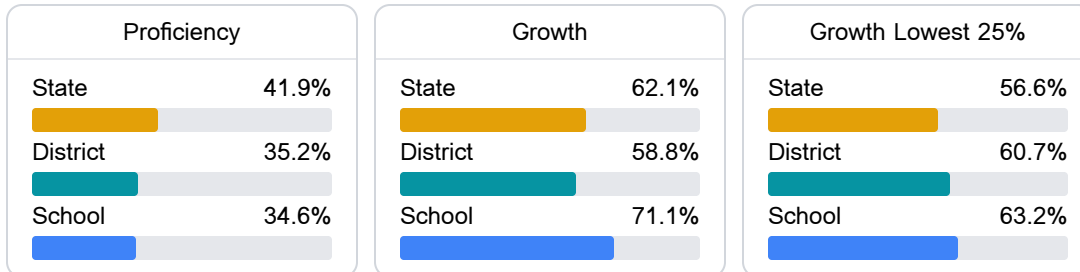 Proficiency
State 41.9%
District 35.2%
School 34.6%
Growth
State 62.1%
District 58.8%
School 71.1%
Growth Lowest 25%
State 56.6%
District 60.7%
School 63.2%